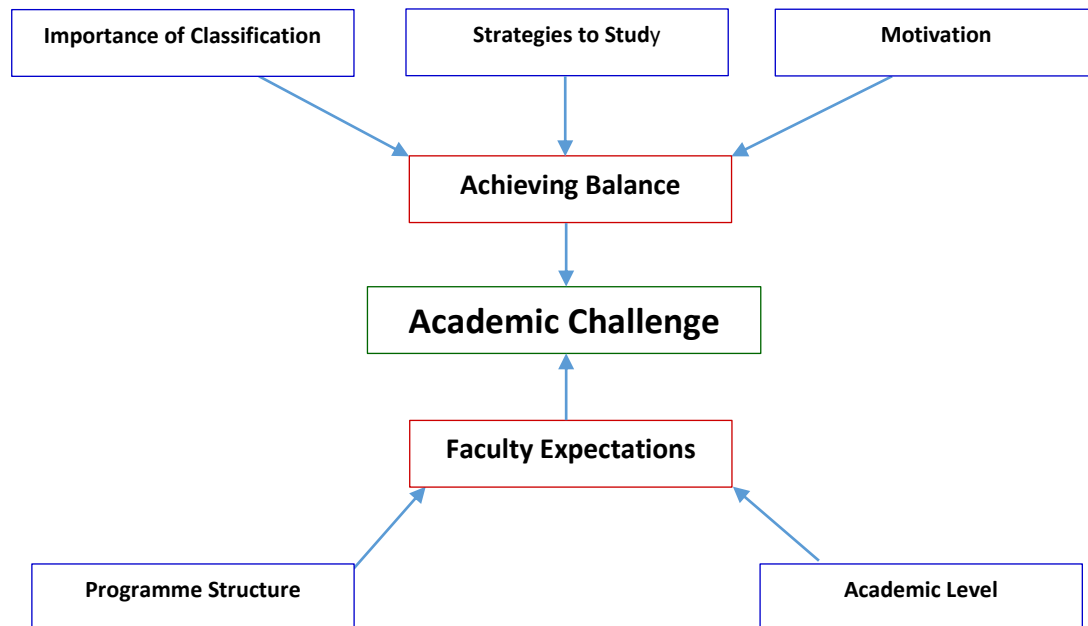 Importance of Classification
Strategies to Study
Motivation
Achieving Balance
Academic Challenge
Faculty Expectations
Programme Structure
Academic Level